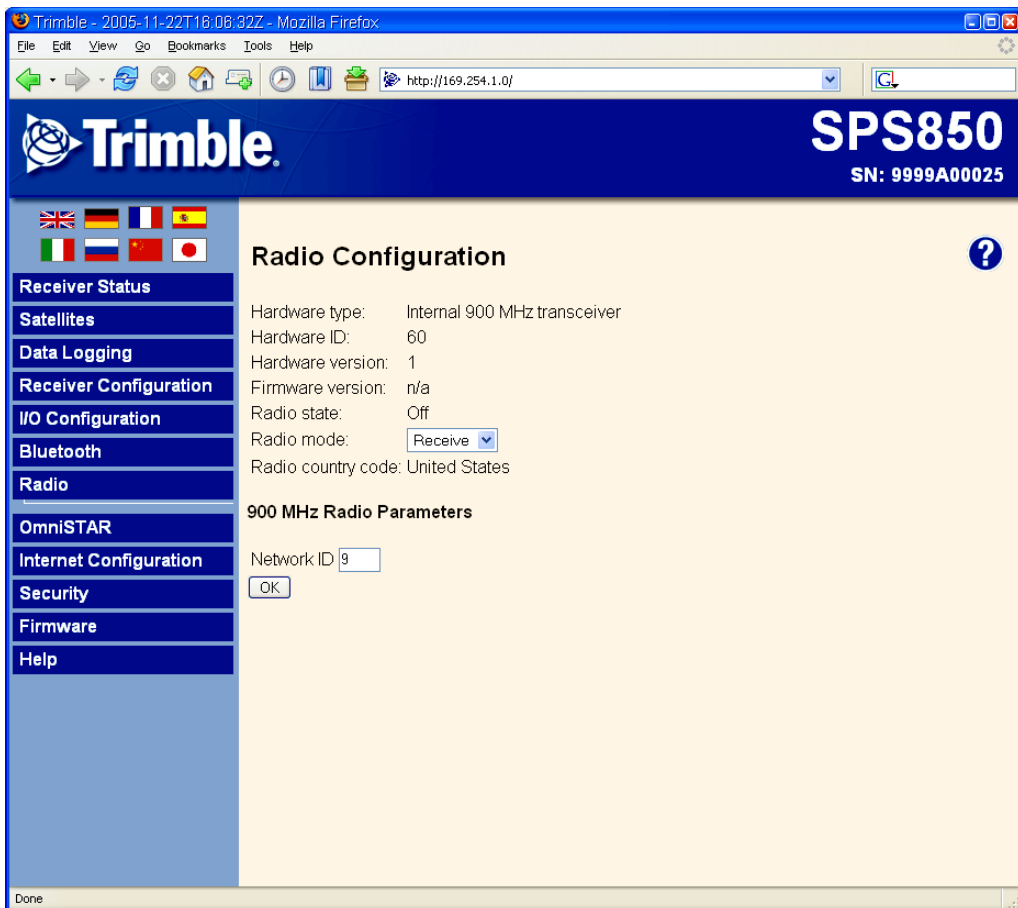 Trimble - 2005-11-22T16:06:32Z - Mozilla Firefox
File Edit View Go Bookmarks Tools Help
http://169.254.1.0/
G
Trimble.
SPS850
SN: 9999A00025
Receiver Status
Satellites
Data Logging
Receiver Configuration
I/O Configuration
Bluetooth
Radio
OmniSTAR
Internet Configuration
Security
Firmware
Help
Radio Configuration
?
Hardware type: Internal 900 MHz transceiver
Hardware ID: 60
Hardware version: 1
Firmware version: n/a
Radio state: Off
Radio mode: Receive
Radio country code: United States
900 MHz Radio Parameters
Network ID 9
OK
Done